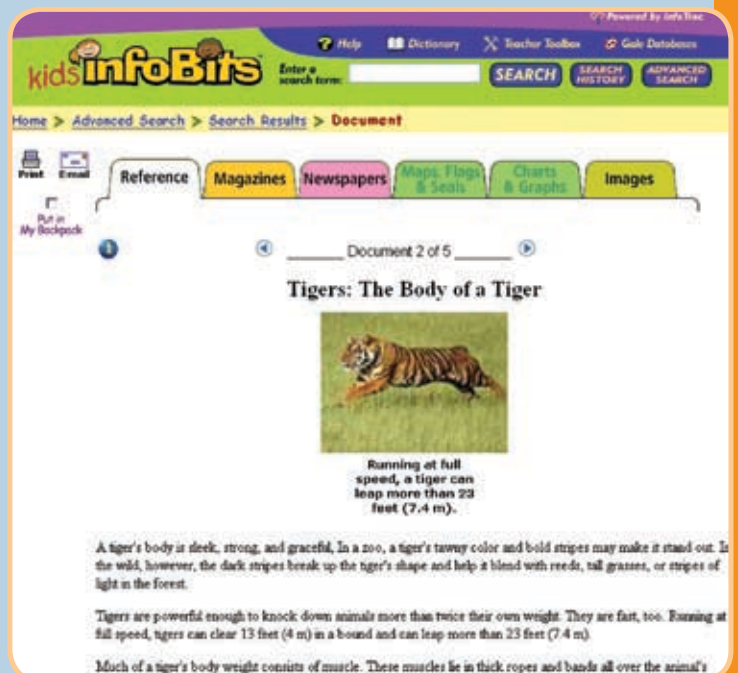 Powered by InfoTrac
kids InfoBits
Help Dictionary Teacher Toolbox Gale Databases
Enter a search term: SEARCH SEARCH HISTORY ADVANCED SEARCH
Home > Advanced Search > Search Results > Document
Print Email
Put in My Backpack
Reference Magazines Newspapers Maps, Flags & Seals Charts & Graphs Images
Document 2 of 5
Tigers: The Body of a Tiger
Running at full
speed, a tiger can
leap more than 23
feet (7.4 m).
A tiger's body is sleek, strong, and graceful, In a zoo, a tiger's tawny color and bold stripes may make it stand out. In
the wild, however, the dark stripes break up the tiger's shape and help it blend with reeds, tall grasses, or stripes of
light in the forest.
Tigers are powerful enough to knock down animals more than twice their own weight. They are fast, too. Running at
full speed, tigers can clear 13 feet (4 m) in a bound and can leap more than 23 feet (7.4 m).
Much of a tiger's body weight consists of muscle. These muscles lie in thick ropes and bands all over the animal's